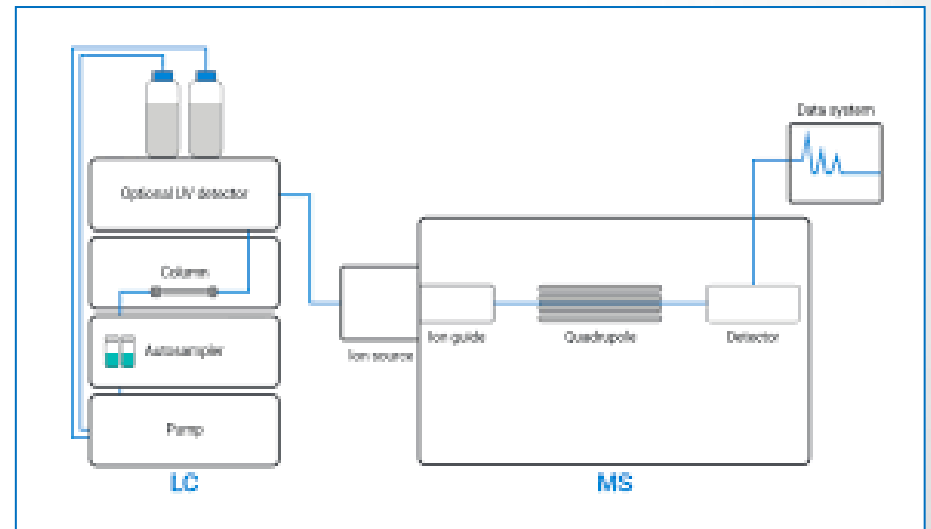 Data system
Optional UV detector
Column
Autosampler
Pump
LC
Ion source
Ion guide
Quadrupole
Detector
MS